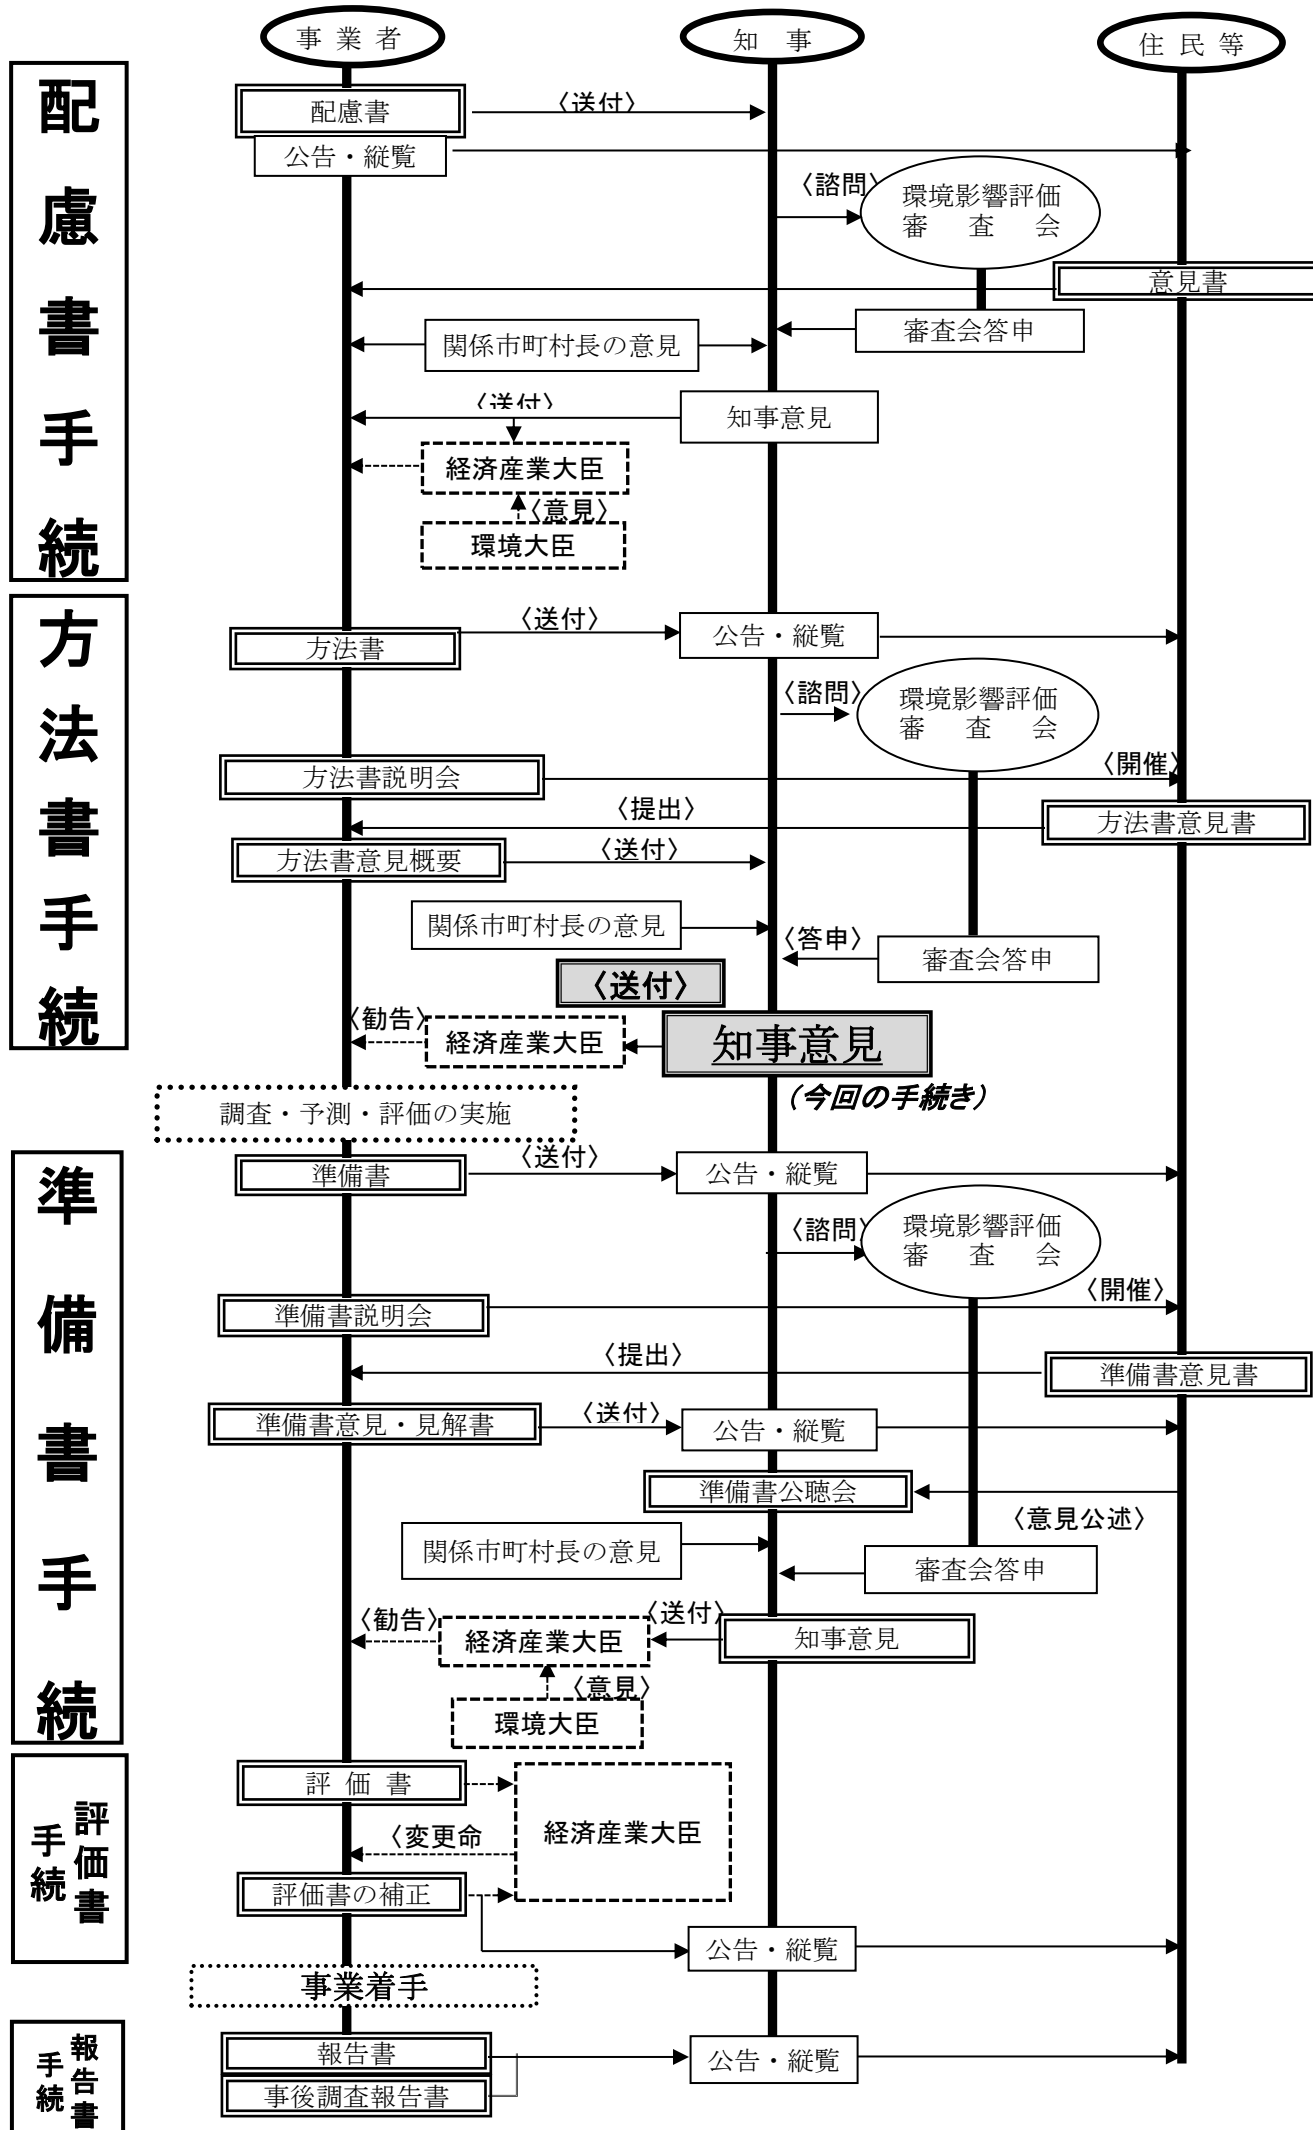 事 業 者
知 事
住 民 等
配慮書手続
配慮書
〈送付〉
公告・縦覧
〈諮問〉
環境影響評価
審 査 会
意見書
審査会答申
関係市町村長の意見
〈送付〉
知事意見
経済産業大臣
〈意見〉
環境大臣
方法書手続
方法書
〈送付〉
公告・縦覧
〈諮問〉
環境影響評価
審 査 会
方法書説明会
〈開催〉
〈提出〉
方法書意見書
方法書意見概要
〈送付〉
関係市町村長の意見
〈答申〉
審査会答申
〈送付〉
〈勧告〉
経済産業大臣
知事意見
（今回の手続き）
調査・予測・評価の実施
準備書手続
準備書
〈送付〉
公告・縦覧
〈諮問〉
環境影響評価
審 査 会
準備書説明会
〈開催〉
〈提出〉
準備書意見書
準備書意見・見解書
〈送付〉
公告・縦覧
準備書公聴会
〈意見公述〉
関係市町村長の意見
審査会答申
〈勧告〉
経済産業大臣
〈送付〉
知事意見
〈意見〉
環境大臣
評価書
手続
評 価 書
経済産業大臣
〈変更命
評価書の補正
公告・縦覧
事業着手
報告書
手続
報告書
公告・縦覧
事後調査報告書